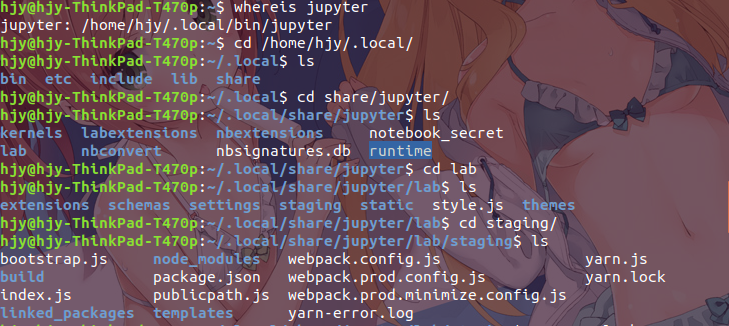 hjy@hjy-ThinkPad-T470p:~$ whereis jupyter
jupyter: /home/hjy/.local/bin/jupyter
hjy@hjy-ThinkPad-T470p:~$ cd /home/hjy/.local/
hjy@hjy-ThinkPad-T470p:~/.local$ ls
bin etc include lib share
hjy@hjy-ThinkPad-T470p:~/.local$ cd share/jupyter/
hjy@hjy-ThinkPad-T470p:~/.local/share/jupyter$ ls
kernels labextensions nbextensions notebook_secret
lab nbconvert nbsignatures.db runtime
hjy@hjy-ThinkPad-T470p:~/.local/share/jupyter$ cd lab
hjy@hjy-ThinkPad-T470p:~/.local/share/jupyter/lab$ ls
extensions schemas settings staging static style.js themes
hjy@hjy-ThinkPad-T470p:~/.local/share/jupyter/lab$ cd staging/
hjy@hjy-ThinkPad-T470p:~/.local/share/jupyter/lab/staging$ ls
bootstrap.js node_modules webpack.config.js yarn.js
build package.json webpack.prod.config.js yarn.lock
index.js publicpath.js webpack.prod.minimize.config.js
linked_packages templates yarn-error.log